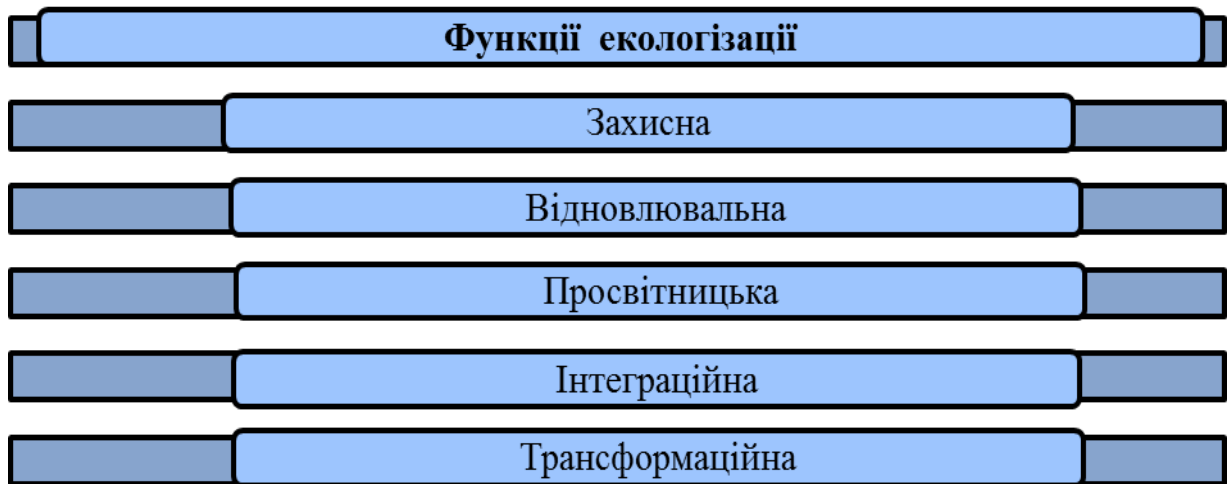 Функції екологізації
Захисна
Відновлювальна
Просвітницька
Інтеграційна
Трансформаційна